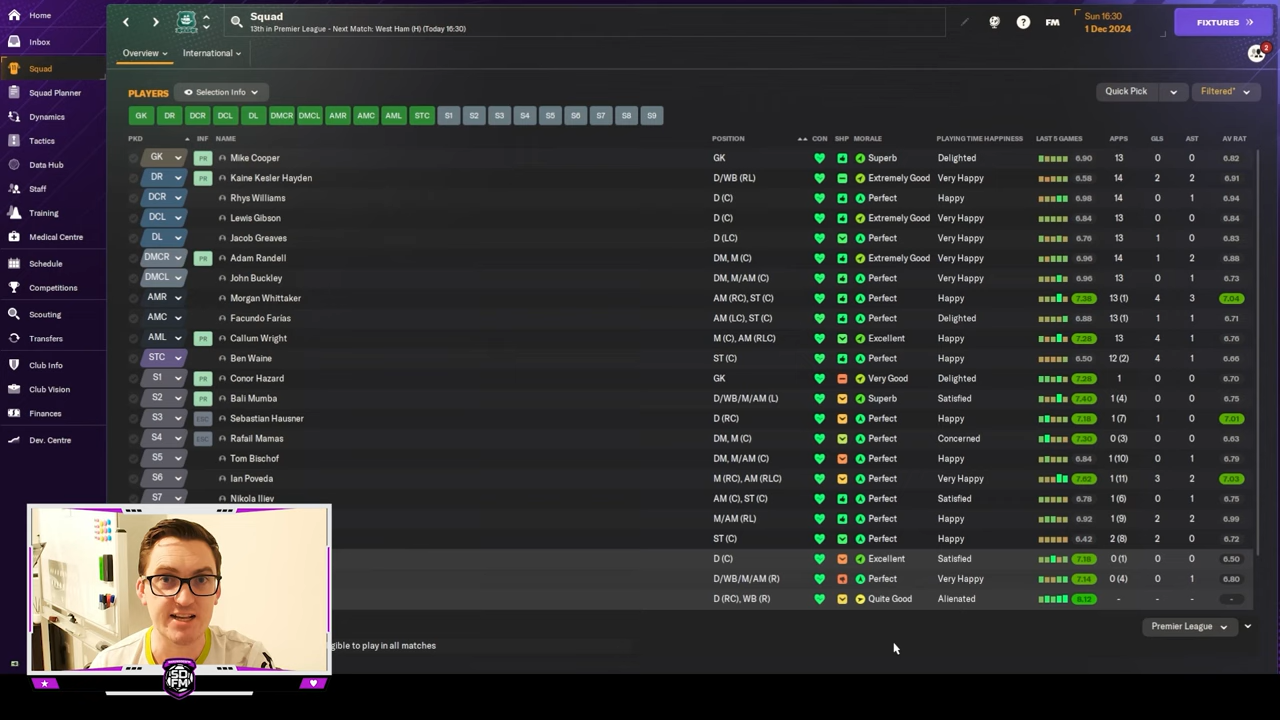 Home
Inbox
Squad
Squad Planner
Dynamics
Tactics
Data Hub
Staff
Training
Medical Centre
Schedule
Competitions
Scouting
Transfers
Club Info
Club Vision
Finances
Dev. Centre
Squad
13th in Premier League - Next Match: West Ham (H) (Today 16:30)
FM
Sun 16:30
1 Dec 2024
FIXTURES
2
Overview International
PLAYERS Selection Info Quick Pick Filtered*
GK DR DCR DCL DL DMCR DMCL AMR AMC AML STC S1 S2 S3 S4 S5 S6 S7 S8 S9
PKD INF NAME POSITION CON SHP MORALE PLAYING TIME HAPPINESS LAST 5 GAMES APPS GLS AST AV RAT
GK PR Mike Cooper GK Superb Delighted 6.90 13 0 0 6.82
DR PR Kaine Kesler Hayden D/WB (RL) Extremely Good Very Happy 6.58 14 2 2 6.91
DCR Rhys Williams D (C) Perfect Happy 6.98 14 0 1 6.94
DCL Lewis Gibson D (C) Extremely Good Very Happy 6.84 13 0 0 6.84
DL Jacob Greaves D (LC) Perfect Very Happy 6.76 13 1 0 6.83
DMCR PR Adam Randell DM, M (C) Extremely Good Very Happy 6.96 14 1 2 6.88
DMCL John Buckley DM, M/AM (C) Perfect Very Happy 6.96 13 0 1 6.73
AMR Morgan Whittaker AM (RC), ST (C) Perfect Happy 7.38 13 (1) 4 3 7.04
AMC Facundo Farías AM (LC), ST (C) Perfect Delighted 6.88 13 (1) 1 1 6.71
AML PR Callum Wright M (C), AM (RLC) Excellent Happy 7.28 13 4 1 6.76
STC Ben Waine ST (C) Perfect Happy 6.50 12 (2) 4 1 6.66
S1 PR Conor Hazard GK Very Good Delighted 7.28 1 0 0 6.70
S2 PR Bali Mumba D/WB/M/AM (L) Superb Satisfied 7.40 1 (4) 0 0 6.75
S3 ESC Sebastian Hausner D (RC) Perfect Happy 7.18 1 (7) 1 0 7.01
S4 ESC Rafail Mamas DM, M (C) Perfect Concerned 7.30 0 (3) 0 0 6.63
S5 Tom Bischof DM, M/AM (C) Perfect Happy 6.84 1 (10) 0 1 6.79
S6 Ian Poveda M (RC), AM (RLC) Perfect Very Happy 7.62 1 (11) 3 2 7.03
S7 Nikola Iliev AM (C), ST (C) Perfect Satisfied 6.78 1 (6) 0 1 6.75
M/AM (RL) Perfect Happy 6.92 1 (9) 2 2 6.99
ST (C) Perfect Happy 6.42 2 (8) 2 0 6.72
D (C) Excellent Satisfied 7.18 0 (1) 0 0 6.50
D/WB/M/AM (R) Perfect Very Happy 7.14 0 (4) 0 1 6.80
D (RC), WB (R) Quite Good Alienated 8.12 - - - -
Premier League
gible to play in all matches
SD
FM